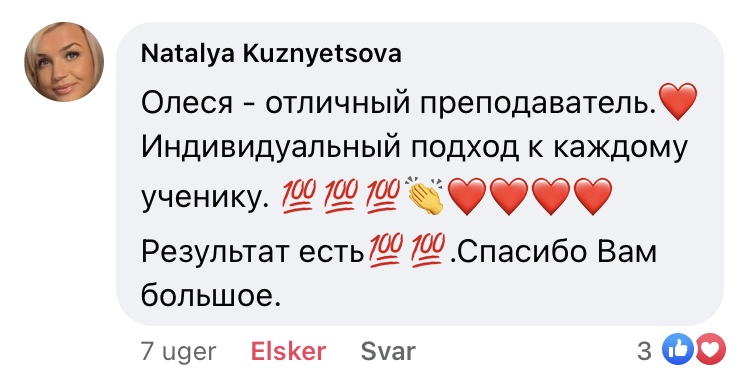 Natalya Kuznyetsova
Олеся - отличный преподаватель.❤️
Индивидуальный подход к каждому
ученику. 💯💯💯👏❤️❤️❤️❤️
Результат есть💯💯.Спасибо Вам
большое.
7 uger Elsker Svar 3